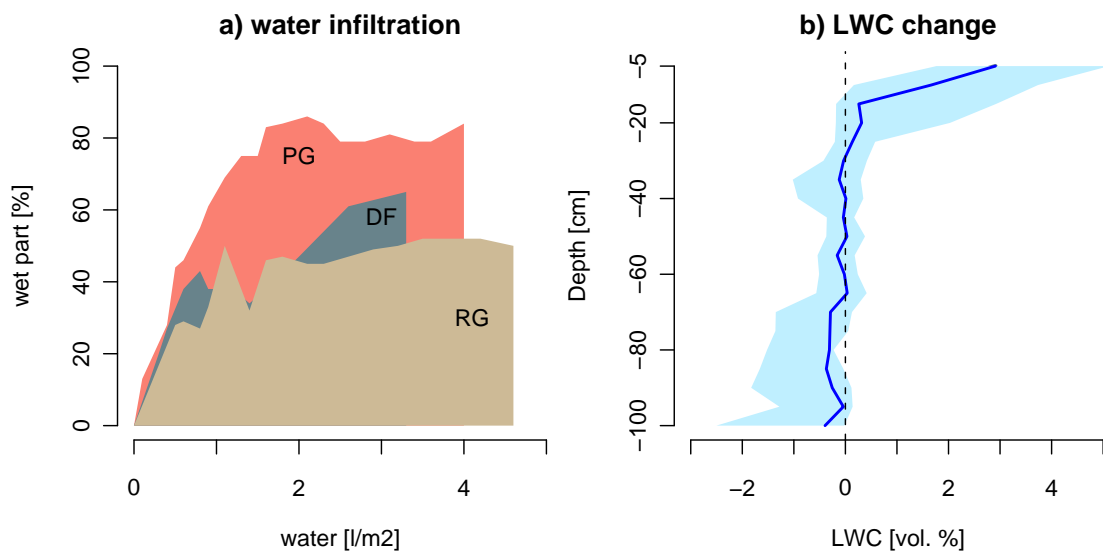 a) water infiltration
wet part [%]
100
80
60
40
20
0
PG
DF
RG
0
2
4
water [l/m2]
b) LWC change
Depth [cm]
−5
−20
−40
−60
−80
−100
−2
0
2
4
LWC [vol. %]